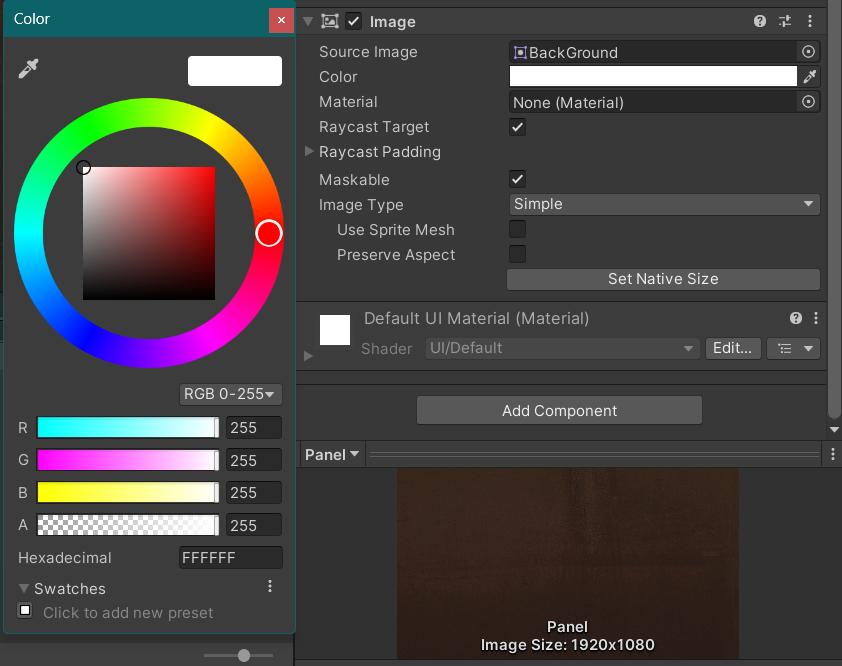 Color
RGB 0-255
R 255
G 255
B 255
A 255
Hexadecimal FFFFFF
Swatches
Click to add new preset
Image
Source Image BackGround
Color
Material None (Material)
Raycast Target
Raycast Padding
Maskable
Image Type Simple
Use Sprite Mesh
Preserve Aspect
Set Native Size
Default UI Material (Material)
Shader UI/Default Edit...
Add Component
Panel
Panel
Image Size: 1920x1080